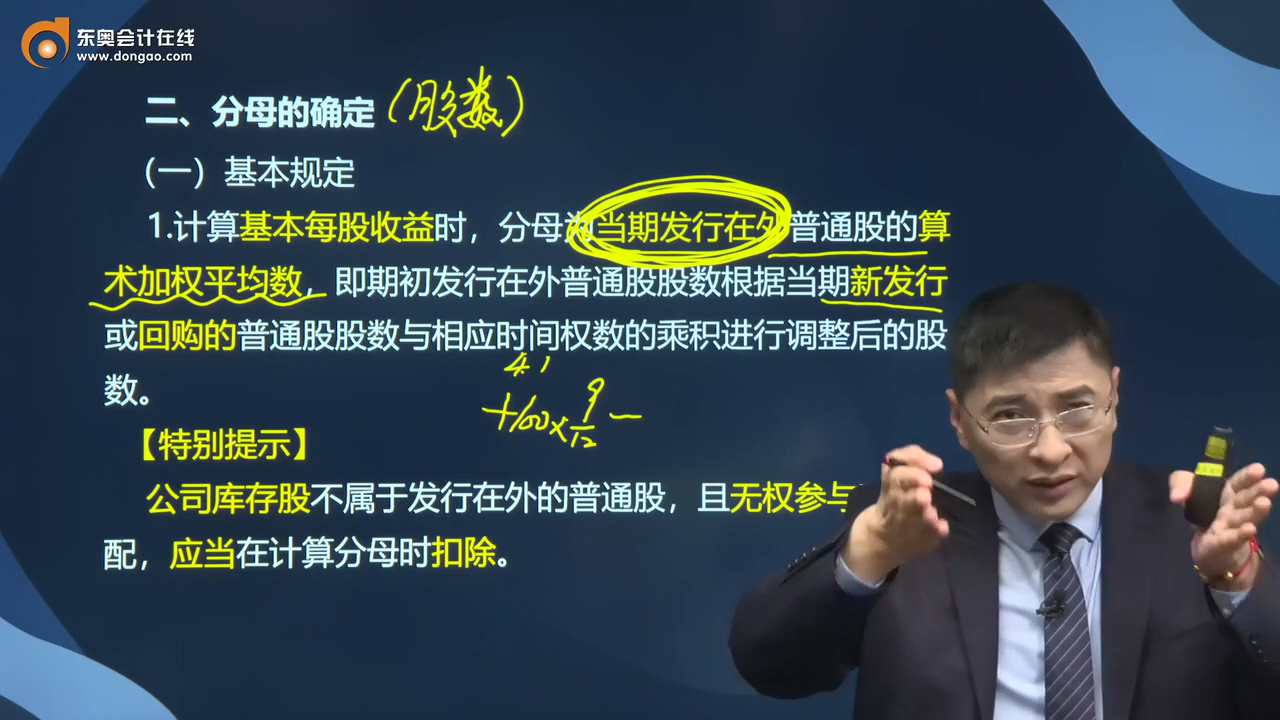 东奥会计在线
www.dongao.com
二、分母的确定（股数）
（一）基本规定
1.计算基本每股收益时，分母为当期发行在外普通股的算
术加权平均数，即期初发行在外普通股股数根据当期新发行
或回购的普通股股数与相应时间权数的乘积进行调整后的股
数。
4.1
+100×9/12 —
【特别提示】
公司库存股不属于发行在外的普通股，且无权参与
配，应当在计算分母时扣除。